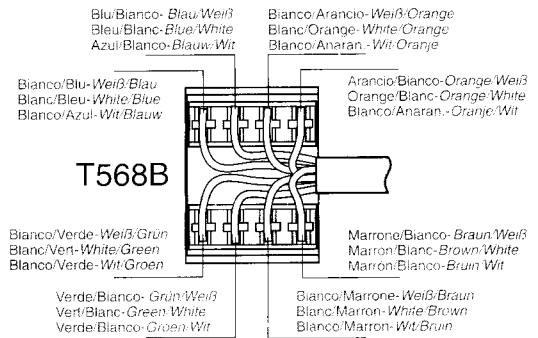 Blu/Bianco-Blau/Weiß
Bleu/Blanc-Blue/White
Azul/Blanco-Blauw/Wit
Bianco/Arancio-Weiß/Orange
Blanc/Orange-White/Orange
Blanco/Anaran.-Wit/Oranje
Bianco/Blu-Weiß/Blau
Blanc/Bleu-White/Blue
Blanco/Azul-Wit/Blauw
Arancio/Bianco-Orange/Weiß
Orange/Blanc-Orange/White
Blanco/Anaran.-Oranje/Wit
T568B
Bianco/Verde-Weiß/Grün
Blanc/Vert-White/Green
Blanco/Verde-Wit/Groen
Marrone/Bianco-Braun/Weiß
Marron/Blanc-Brown/White
Marrón/Bianco-Bruin/Wit
Verde/Bianco-Grün/Weiß
Vert/Blanc-Green/White
Verde/Blanco-Groen/Wit
Bianco/Marrone-Weiß/Braun
Blanc/Marron-White/Brown
Blanco/Marron-Wit/Bruin